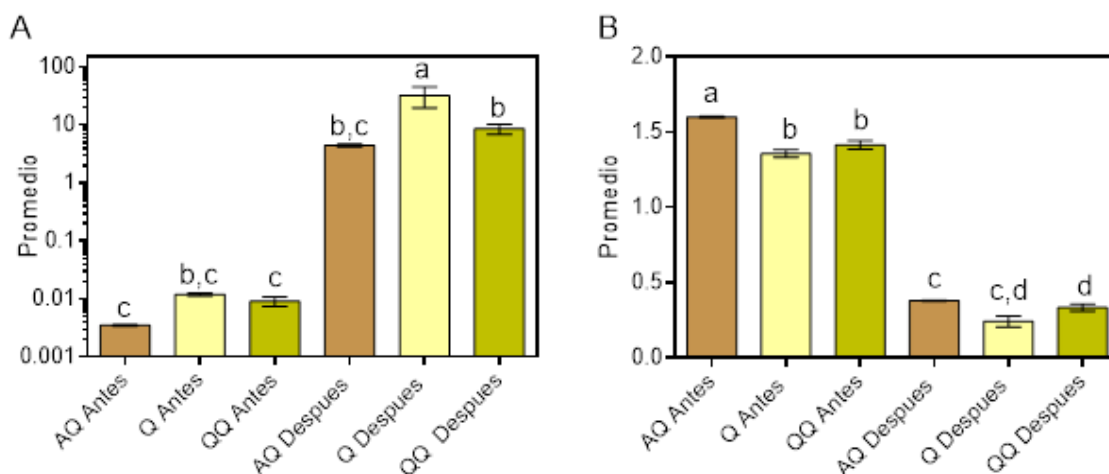 A
Promedio
100
10
1
0.1
0.01
0.001
c
b,c
c
b,c
a
b
AQ Antes
Q Antes
QQ Antes
AQ Despues
Q Despues
QQ Despues
B
Promedio
2.0
1.5
1.0
0.5
0.0
a
b
b
c
c,d
d
AQ Antes
Q Antes
QQ Antes
AQ Despues
Q Despues
QQ Despues